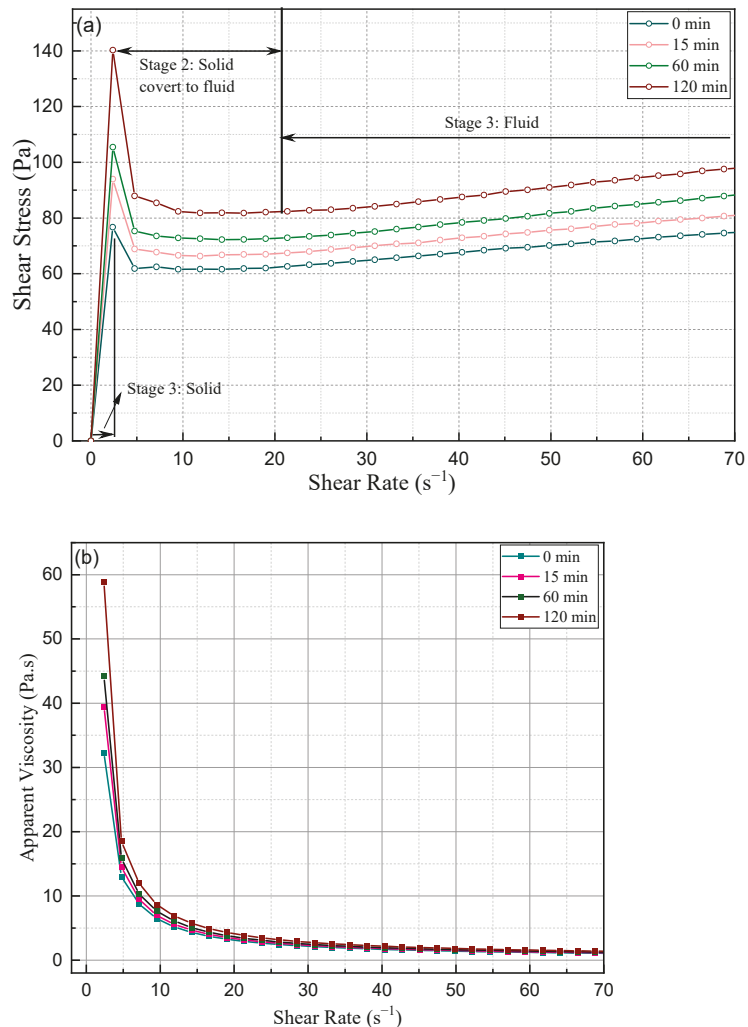 (a)
0 min
15 min
60 min
120 min
Stage 2: Solid
covert to fluid
Stage 3: Fluid
Stage 3: Solid
Shear Stress (Pa)
140
120
100
80
60
40
20
0
0 10 20 30 40 50 60 70
Shear Rate (s⁻¹)
(b)
0 min
15 min
60 min
120 min
Apparent Viscosity (Pa.s)
60
50
40
30
20
10
0
0 10 20 30 40 50 60 70
Shear Rate (s⁻¹)